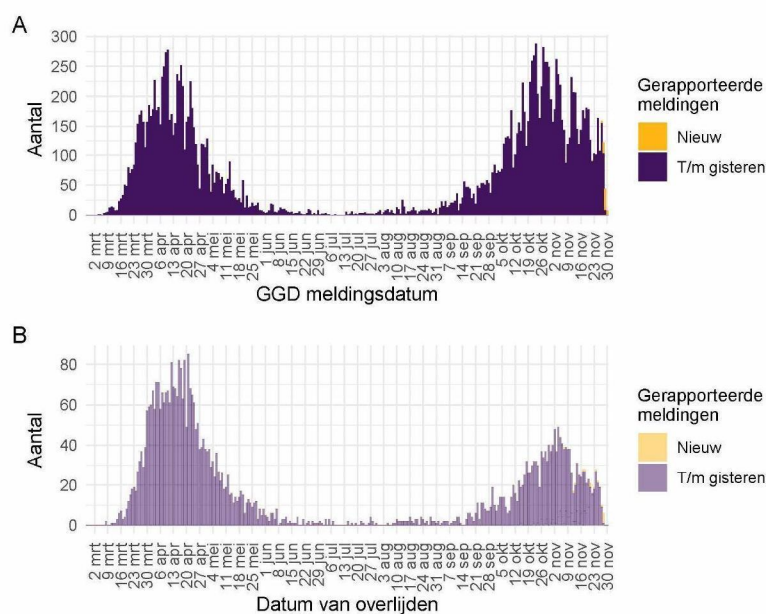 A
300
250
200
150
100
50
0
Aantal
2 mrt
9 mrt
16 mrt
23 mrt
30 mrt
6 apr
13 apr
20 apr
27 apr
4 mei
11 mei
18 mei
25 mei
1 jun
8 jun
15 jun
22 jun
29 jun
6 jul
13 jul
20 jul
27 jul
3 aug
10 aug
17 aug
24 aug
31 aug
7 sep
14 sep
21 sep
28 sep
5 okt
12 okt
19 okt
26 okt
2 nov
9 nov
16 nov
23 nov
30 nov
GGD meldingsdatum
Gerapporteerde
meldingen
Nieuw
T/m gisteren
B
80
60
40
20
0
Aantal
2 mrt
9 mrt
16 mrt
23 mrt
30 mrt
6 apr
13 apr
20 apr
27 apr
4 mei
11 mei
18 mei
25 mei
1 jun
8 jun
15 jun
22 jun
29 jun
6 jul
13 jul
20 jul
27 jul
3 aug
10 aug
17 aug
24 aug
31 aug
7 sep
14 sep
21 sep
28 sep
5 okt
12 okt
19 okt
26 okt
2 nov
9 nov
16 nov
23 nov
30 nov
Datum van overlijden
Gerapporteerde
meldingen
Nieuw
T/m gisteren